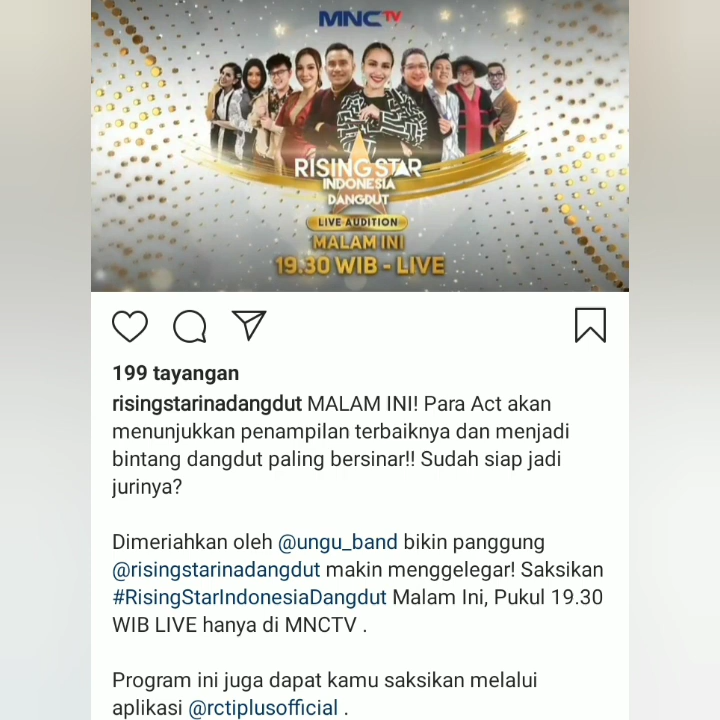 MNCTV
RISING STAR
INDONESIA
DANGDUT
LIVE AUDITION
MALAM INI
19.30 WIB - LIVE
199 tayangan
risingstarinadangdut MALAM INI! Para Act akan
menunjukkan penampilan terbaiknya dan menjadi
bintang dangdut paling bersinar!! Sudah siap jadi
jurinya?
Dimeriahkan oleh @ungu_band bikin panggung
@risingstarinadangdut makin menggelegar! Saksikan
#RisingStarIndonesiaDangdut Malam Ini, Pukul 19.30
WIB LIVE hanya di MNCTV .
Program ini juga dapat kamu saksikan melalui
aplikasi @rctiplusofficial .